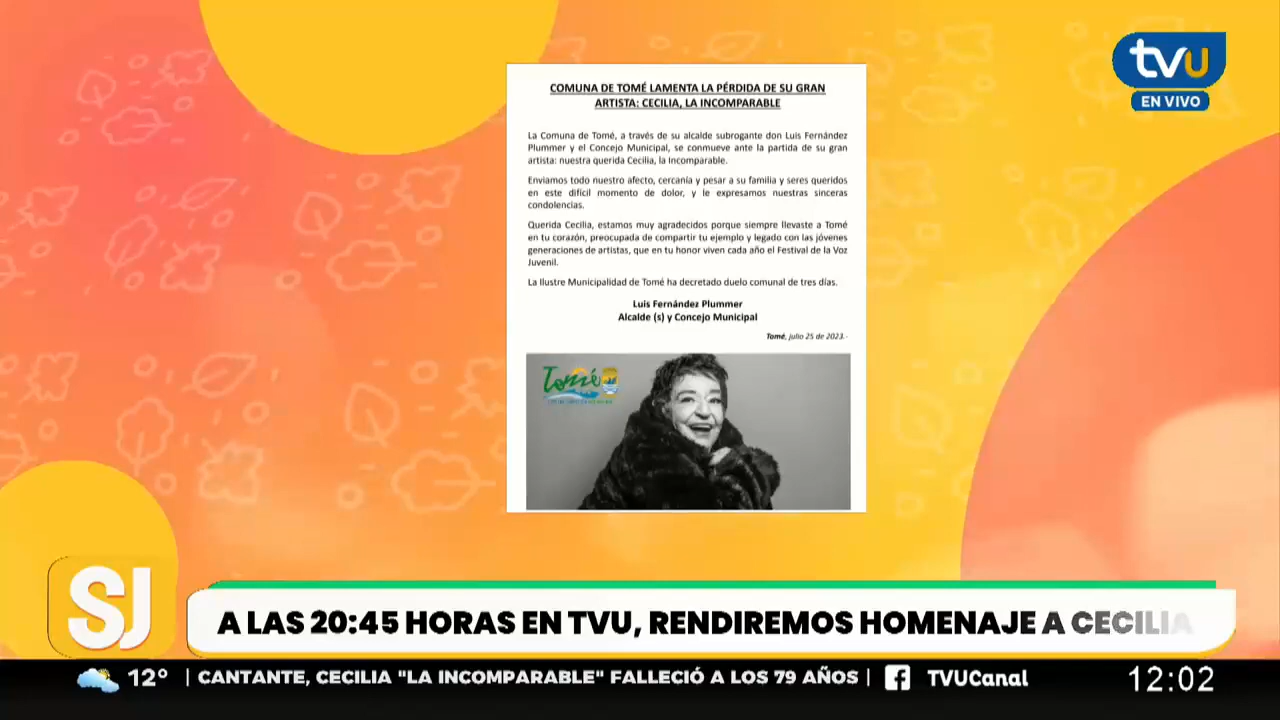 tvu
EN VIVO
COMUNA DE TOMÉ LAMENTA LA PÉRDIDA DE SU GRAN
ARTISTA: CECILIA, LA INCOMPARABLE
La Comuna de Tomé, a través de su alcalde subrogante don Luis Fernández
Plummer y el Concejo Municipal, se conmueve ante la partida de su gran
artista: nuestra querida Cecilia, la Incomparable.
Enviamos todo nuestro afecto, cercanía y pesar a su familia y seres queridos
en este difícil momento de dolor, y le expresamos nuestras sinceras
condolencias.
Querida Cecilia, estamos muy agradecidos porque siempre llevaste a Tomé
en tu corazón, preocupada de compartir tu ejemplo y legado con las jóvenes
generaciones de artistas, que en tu honor viven cada año el Festival de la Voz
Juvenil.
La Ilustre Municipalidad de Tomé ha decretado duelo comunal de tres días.
Luis Fernández Plummer
Alcalde (s) y Concejo Municipal
Tomé, julio 25 de 2023.-
Tomé
SJ
A LAS 20:45 HORAS EN TVU, RENDIREMOS HOMENAJE A CECILIA
12° | CANTANTE, CECILIA "LA INCOMPARABLE" FALLECIÓ A LOS 79 AÑOS | TVUCanal 12:02